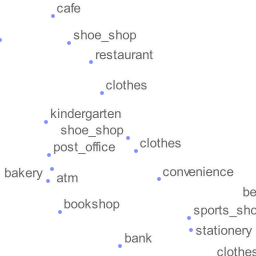 cafe
shoe_shop
restaurant
clothes
kindergarten
shoe_shop
post_office
clothes
bakery
atm
convenience
be
bookshop
sports_sho
stationery
bank
clothes